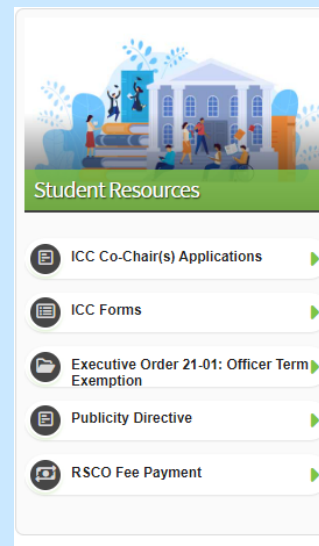 Student Resources
ICC Co-Chair(s) Applications
ICC Forms
Executive Order 21-01: Officer Term
Exemption
Publicity Directive
RSCO Fee Payment